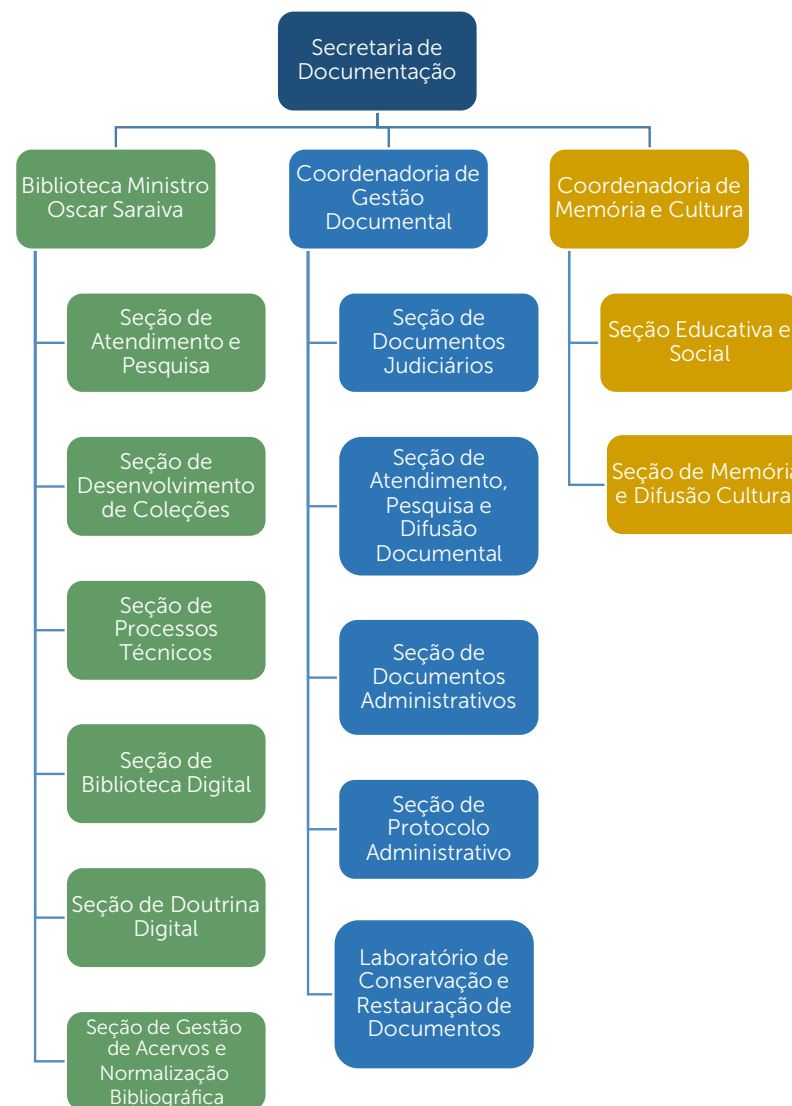 Secretaria de
Documentação
Biblioteca Ministro
Oscar Saraiva
Seção de
Atendimento e
Pesquisa
Seção de
Desenvolvimento
de Coleções
Seção de
Processos
Técnicos
Seção de
Biblioteca Digital
Seção de Doutrina
Digital
Seção de Gestão
de Acervos e
Normalização
Bibliográfica
Coordenadoria de
Gestão
Documental
Seção de
Documentos
Judiciários
Seção de
Atendimento,
Pesquisa e
Difusão
Documental
Seção de
Documentos
Administrativos
Seção de
Protocolo
Administrativo
Laboratório de
Conservação e
Restauração de
Documentos
Coordenadoria de
Memória e Cultura
Seção Educativa e
Social
Seção de Memória
e Difusão Cultural